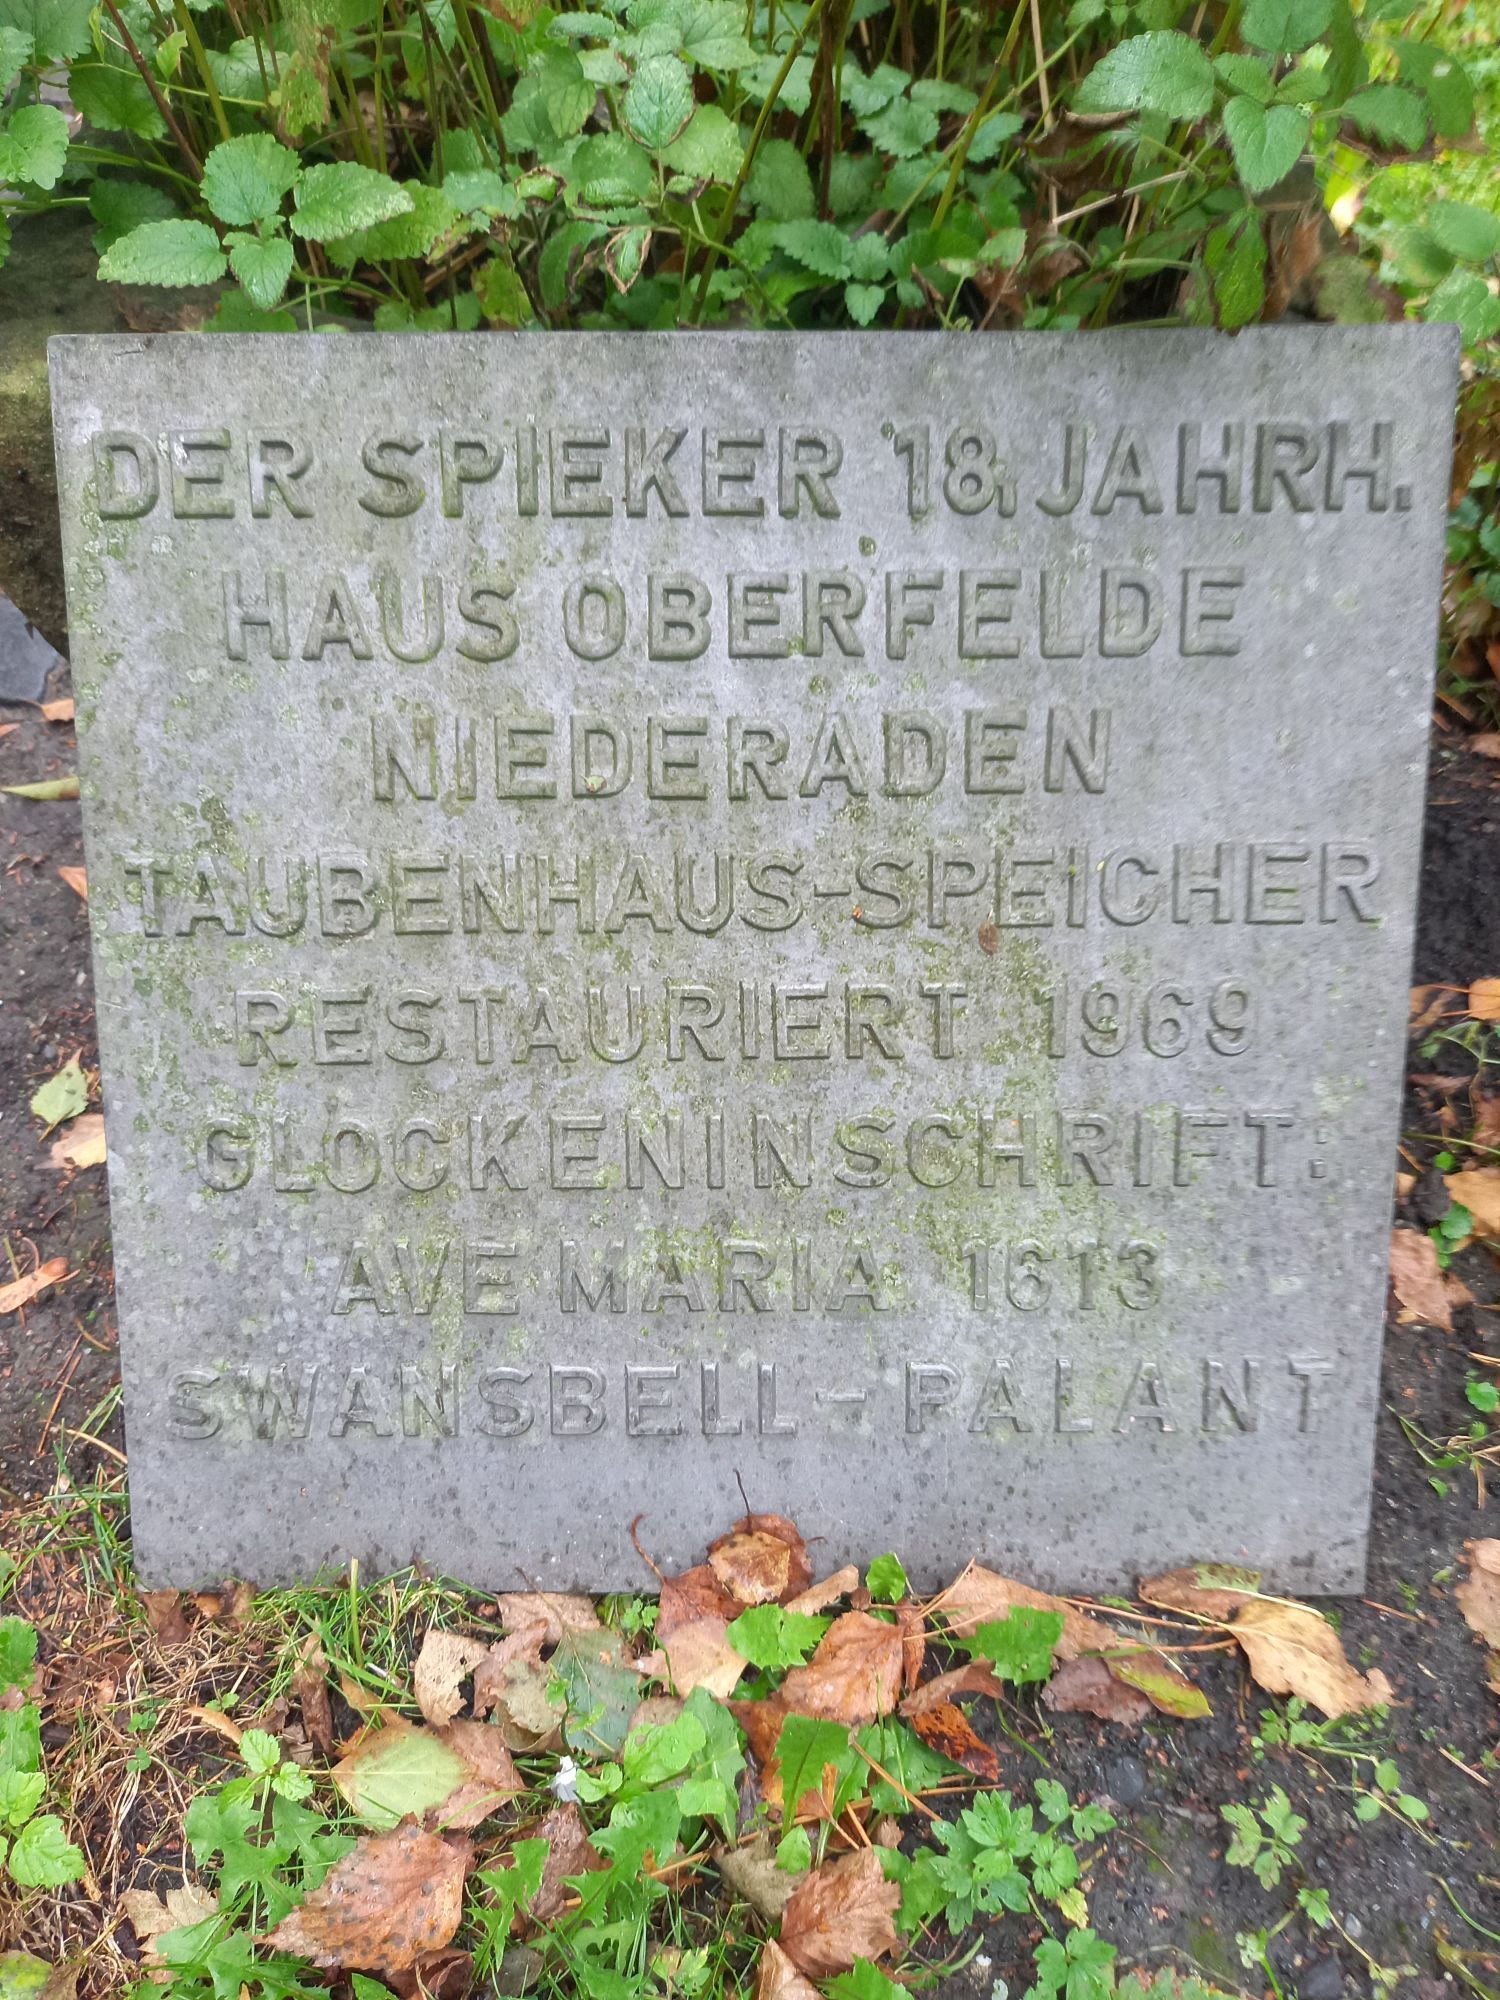 DER SPIEKER 18. JAHRH.
HAUS OBERFELDE
NIEDERADEN
TAUBENHAUS-SPEICHER
RESTAURIERT 1969
GLOCKENINSCHRIFT:
AVE MARIA 1613
SWANSBELL-PALANT